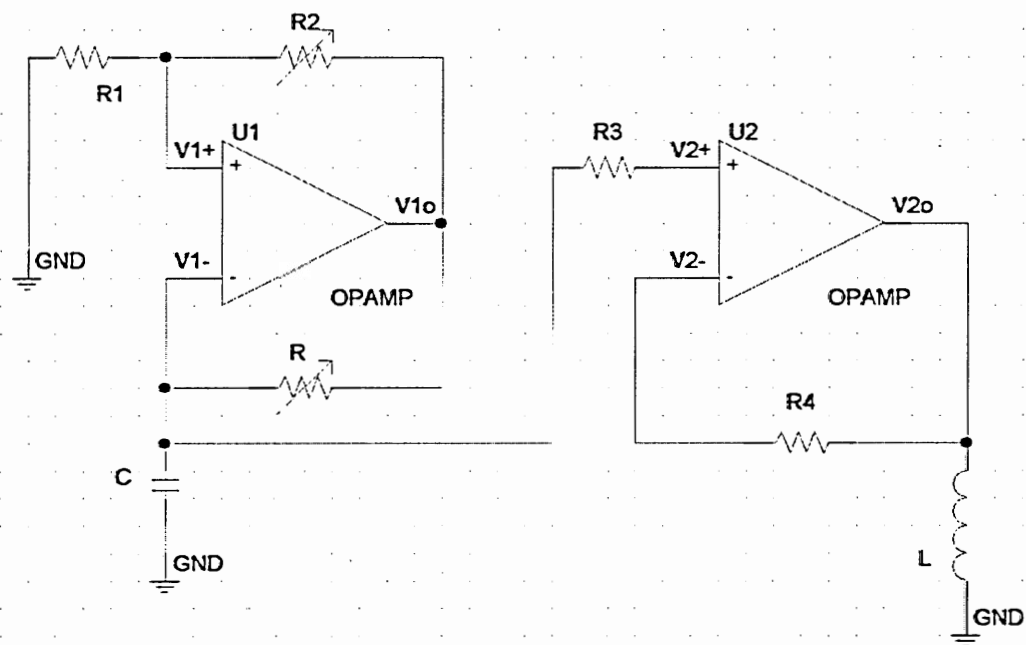 R2
R1
U1
V1+
+
V1o
GND
V1-
-
OPAMP
R
C
GND
R3
U2
V2+
+
V2o
V2-
-
OPAMP
R4
L
GND